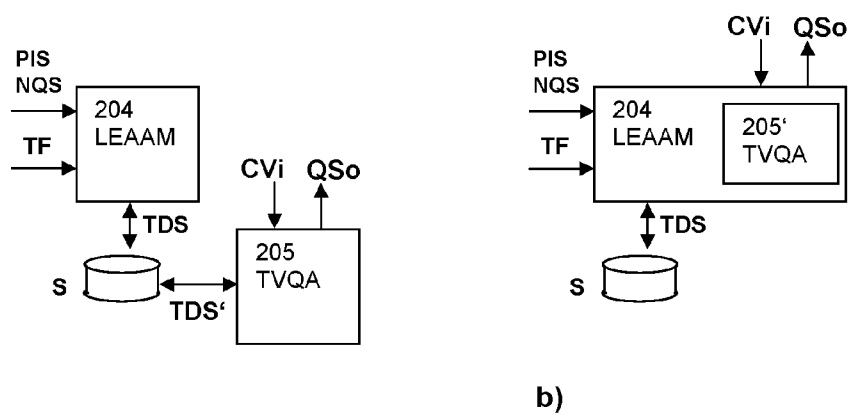 PIS
NQS
TF
204
LEAAM
CVi QSo
TDS
S
TDS‘
205
TVQA
CVi QSo
PIS
NQS
TF
204
LEAAM
205‘
TVQA
TDS
S
b)